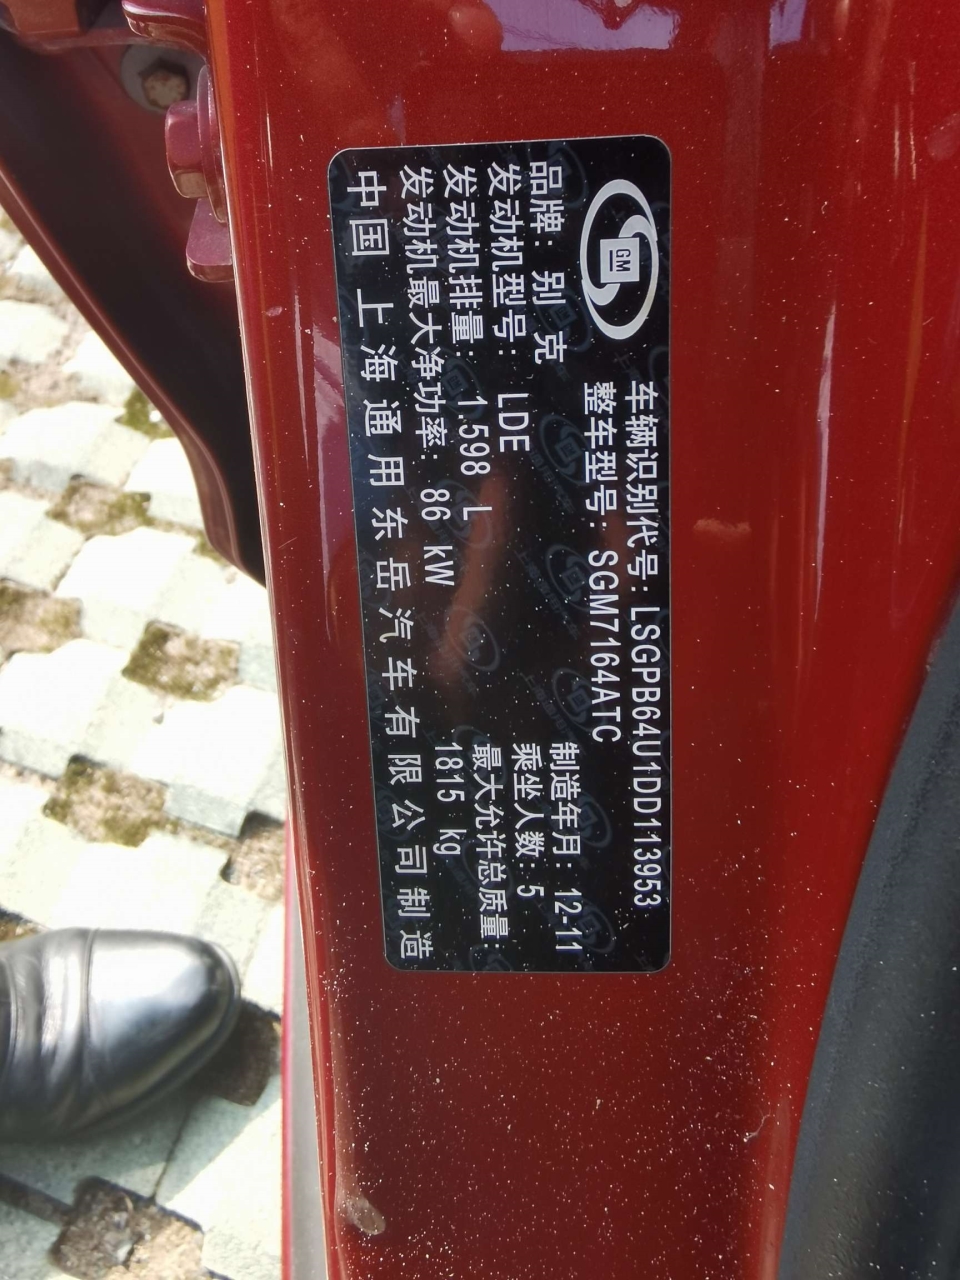 GM
车辆识别代号: LSGPB64U1DD113953
整车型号: SGM7164ATC
品牌: 别 克
制造年月: 12-11
发动机型号: LDE
乘坐人数: 5
发动机排量: 1.598 L
最大允许总质量:
1815 kg
发动机最大净功率: 86 kW
中国 上海通用东岳汽车有限公司制造